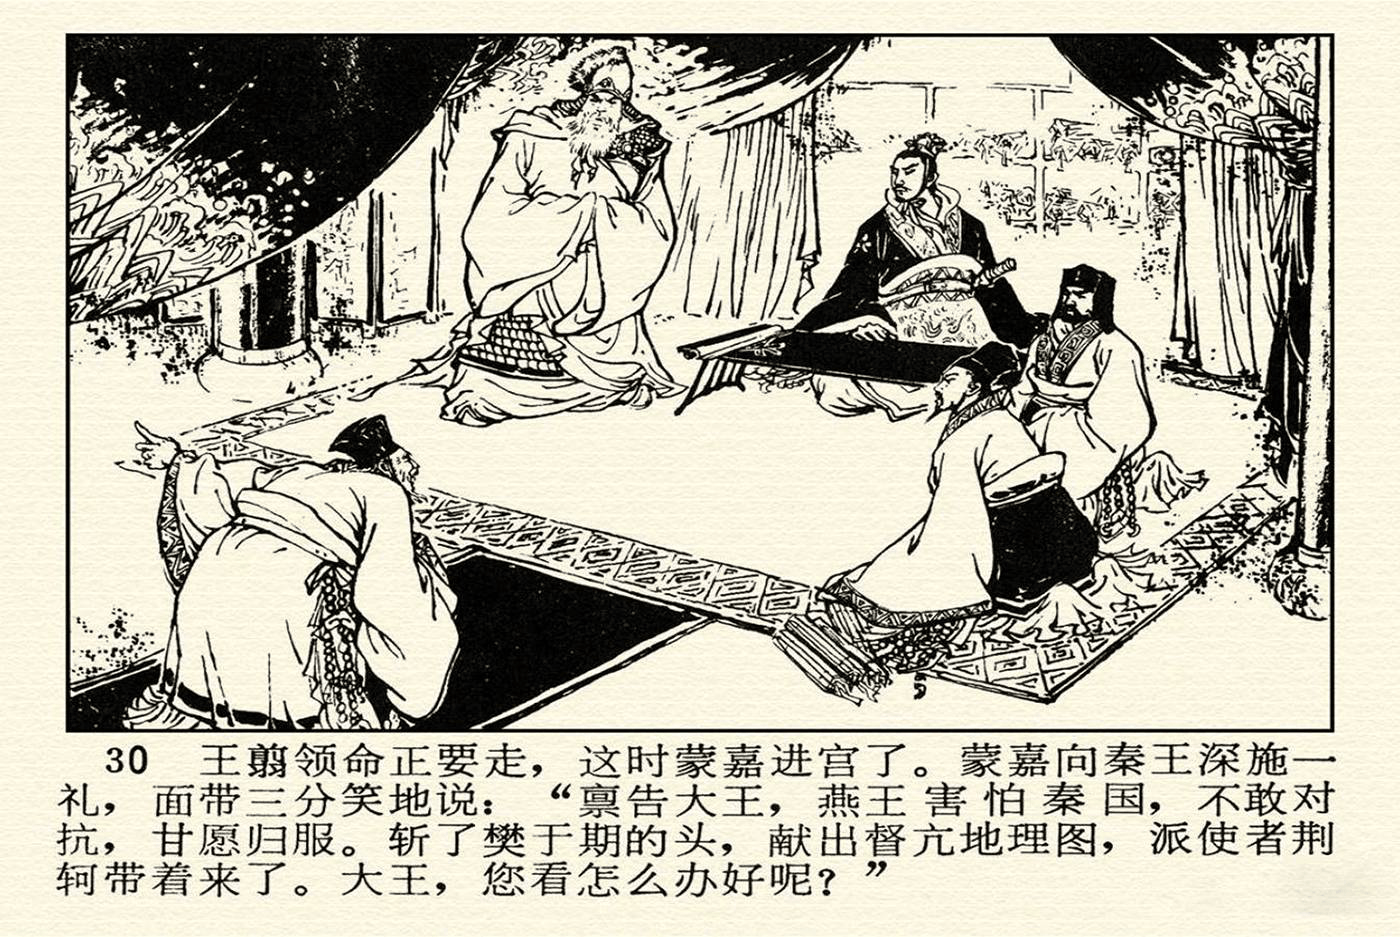 30 王翦领命正要走，这时蒙嘉进宫了。蒙嘉向秦王深施一
礼，面带三分笑地说：“禀告大王，燕王害怕秦国，不敢对
抗，甘愿归服。斩了樊于期的头，献出督亢地理图，派使者荆
轲带着来了。大王，您看怎么办好呢？”